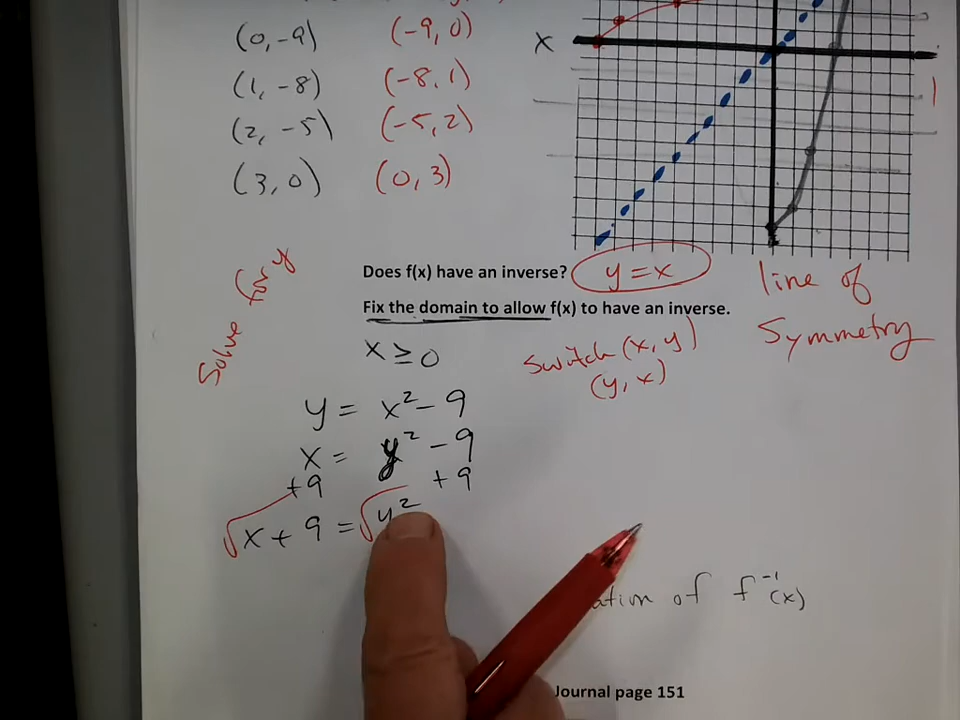 (0, -9) (-9, 0)
X
(1, -8) (-8, 1)
(2, -5) (-5, 2)
(3, 0) (0, 3)
Does f(x) have an inverse? y = x line of
Fix the domain to allow f(x) to have an inverse. Symmetry
Solve for y
x ≥ 0 Switch (x, y)
(y, x)
y = x² - 9
x = y² - 9
+9 +9
√x + 9 = √y²
of f⁻¹(x)
Journal page 151